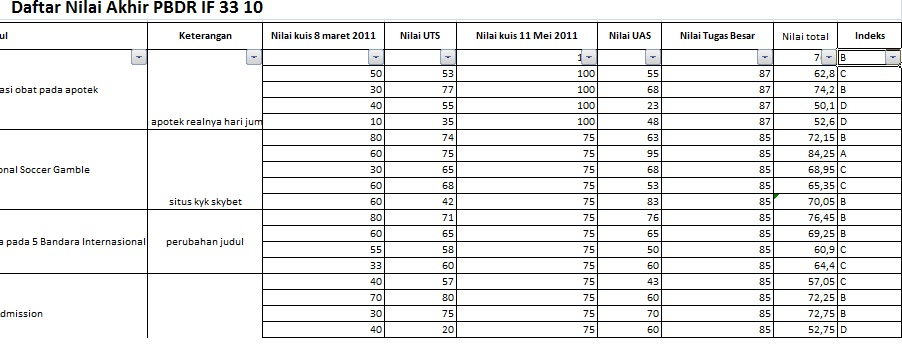 Daftar Nilai Akhir PBDR IF 33 10
ul Keterangan Nilai kuis 8 maret 2011 Nilai UTS Nilai kuis 11 Mei 2011 Nilai UAS Nilai Tugas Besar Nilai total Indeks
1 7 B
50 53 100 55 87 62,8 C
asi obat pada apotek 30 77 100 68 87 74,2 B
40 55 100 23 87 50,1 D
apotek realnya hari jum 10 35 100 48 87 52,6 D
80 74 75 63 85 72,15 B
60 75 75 95 85 84,25 A
onal Soccer Gamble 30 65 75 68 85 68,95 C
60 68 75 53 85 65,35 C
situs kyk skybet 60 42 75 83 85 70,05 B
80 71 75 76 85 76,45 B
60 65 75 65 85 69,25 B
a pada 5 Bandara Internasional perubahan judul 55 58 75 50 85 60,9 C
33 60 75 60 85 64,4 C
40 57 75 43 85 57,05 C
70 80 75 60 85 72,25 B
dmission 30 75 75 70 85 72,75 B
40 20 75 60 85 52,75 D